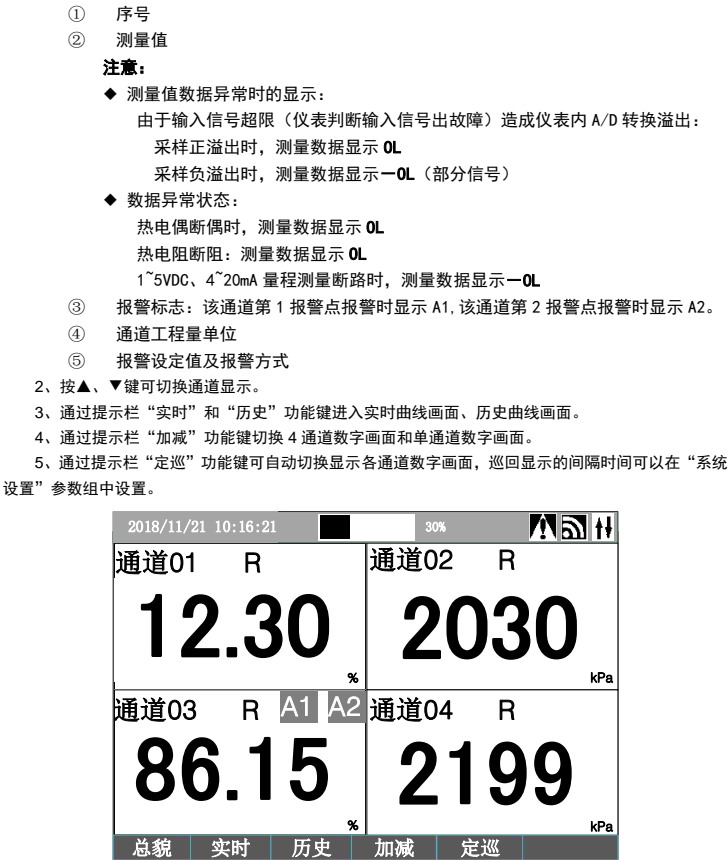 ① 序号
② 测量值
注意：
◆ 测量值数据异常时的显示：
由于输入信号超限（仪表判断输入信号出故障）造成仪表内 A/D 转换溢出：
采样正溢出时，测量数据显示 OL
采样负溢出时，测量数据显示—OL（部分信号）
◆ 数据异常状态：
热电偶断偶时，测量数据显示 OL
热电阻断阻：测量数据显示 OL
1~5VDC、4~20mA 量程测量断路时，测量数据显示—OL
③ 报警标志：该通道第 1 报警点报警时显示 A1,该通道第 2 报警点报警时显示 A2。
④ 通道工程量单位
⑤ 报警设定值及报警方式
2、按▲、▼键可切换通道显示。
3、通过提示栏“实时”和“历史”功能键进入实时曲线画面、历史曲线画面。
4、通过提示栏“加减”功能键切换 4 通道数字画面和单通道数字画面。
5、通过提示栏“定巡”功能键可自动切换显示各通道数字画面，巡回显示的间隔时间可以在“系统
设置”参数组中设置。
2018/11/21 10:16:21 30%
通道01 R
12.30
%
通道02 R
2030
kPa
通道03 R A1 A2
86.15
%
通道04 R
2199
kPa
总貌 实时 历史 加减 定巡